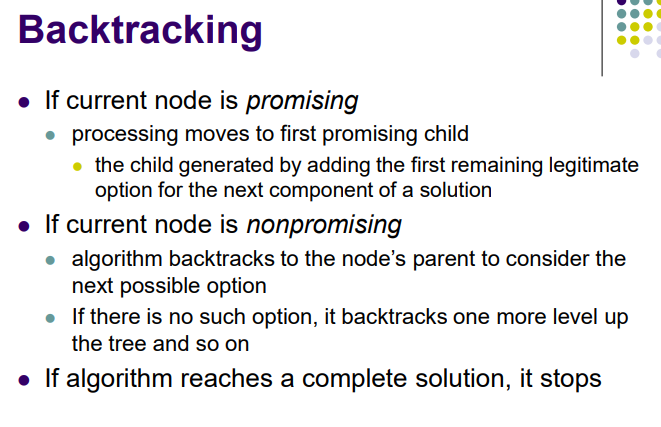 Backtracking
If current node is promising
processing moves to first promising child
the child generated by adding the first remaining legitimate
option for the next component of a solution
If current node is nonpromising
algorithm backtracks to the node’s parent to consider the
next possible option
If there is no such option, it backtracks one more level up
the tree and so on
If algorithm reaches a complete solution, it stops